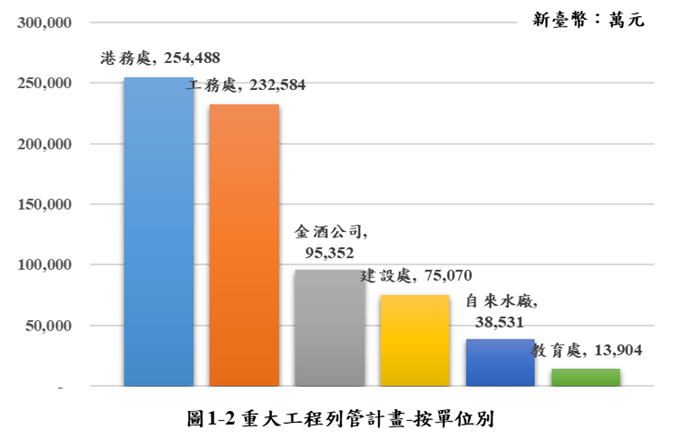 新臺幣：萬元
300,000
250,000
200,000
150,000
100,000
50,000
-
港務處, 254,488
工務處, 232,584
金酒公司,
95,352
建設處, 75,070
自來水廠,
38,531
教育處, 13,904
圖1-2 重大工程列管計畫-按單位別